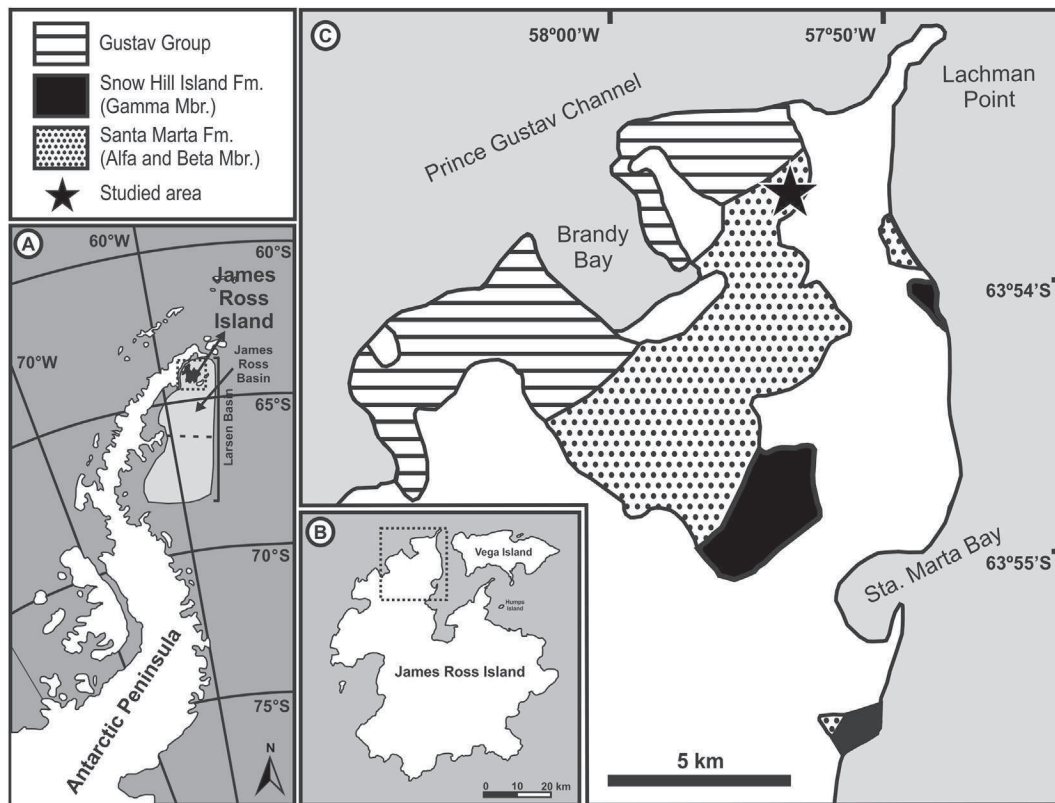 Gustav Group
Snow Hill Island Fm.
(Gamma Mbr.)
Santa Marta Fm.
(Alfa and Beta Mbr.)
Studied area
A
60°W
60°S
James
Ross
Island
70°W
James
Ross
Basin
65°S
Larsen Basin
70°S
75°S
Antarctic Peninsula
N
B
Vega Island
Humps
Island
James Ross Island
0 10 20 km
C
58°00'W
57°50'W
Lachman
Point
Prince Gustav Channel
Brandy
Bay
63°54'S
63°55'S
Sta. Marta Bay
5 km